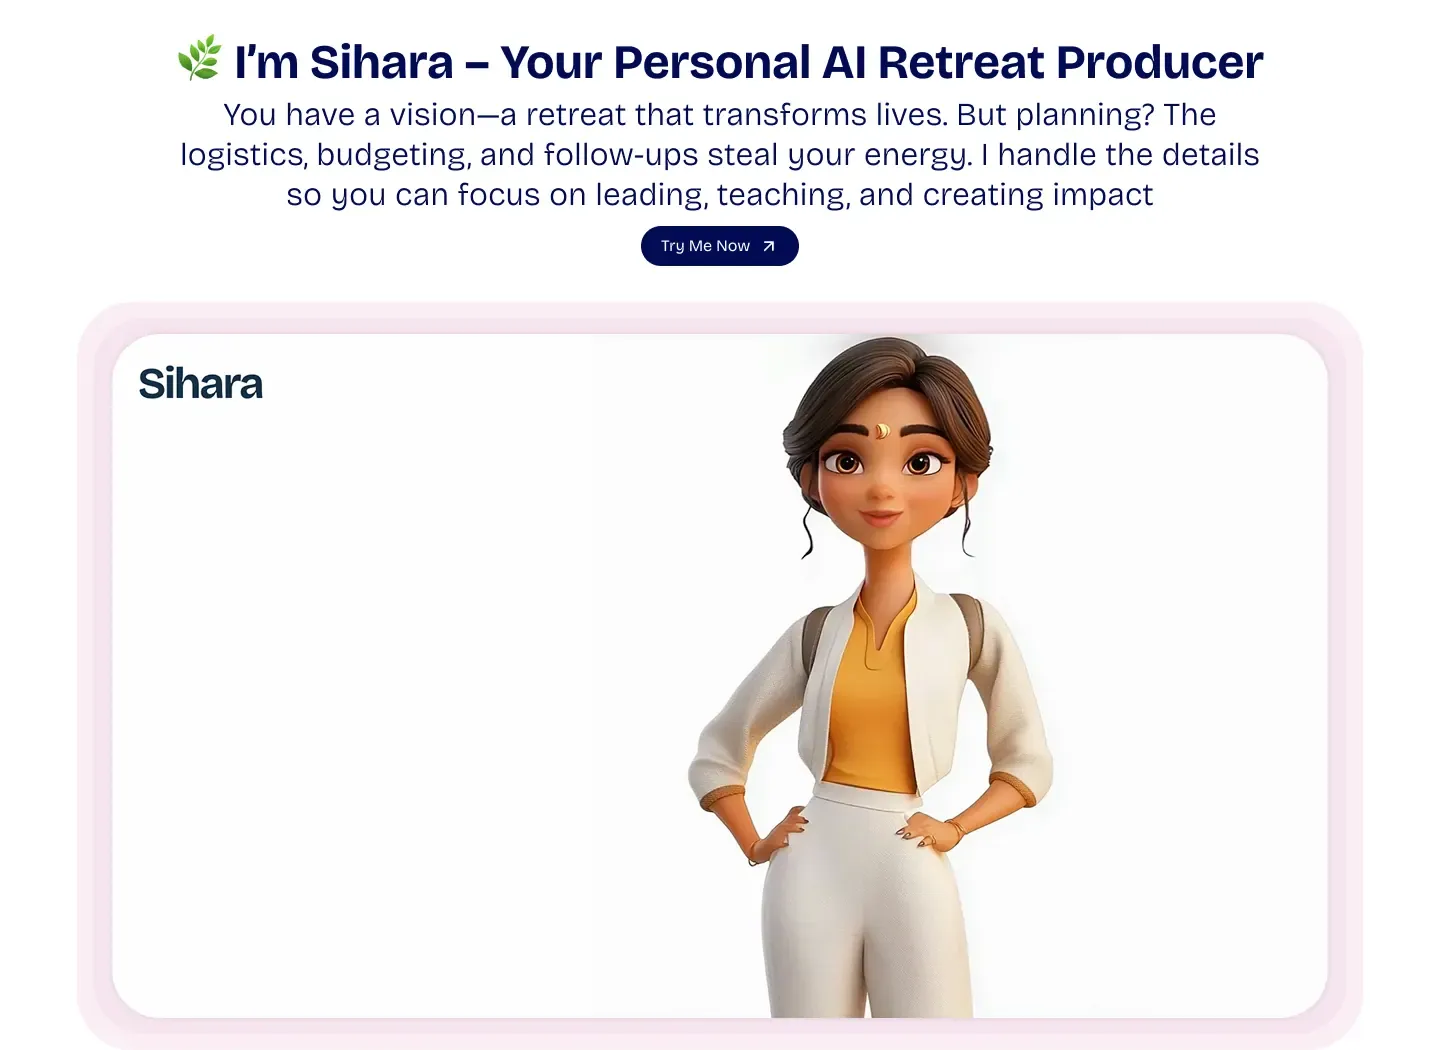 🌿 I’m Sihara – Your Personal AI Retreat Producer
You have a vision—a retreat that transforms lives. But planning? The
logistics, budgeting, and follow-ups steal your energy. I handle the details
so you can focus on leading, teaching, and creating impact
Try Me Now
Sihara